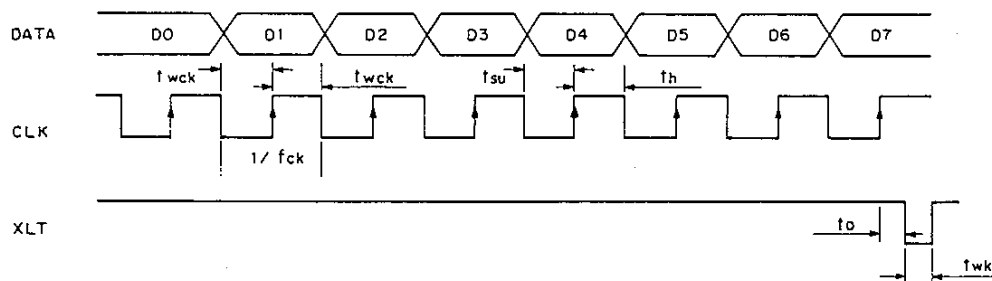 DATA D0 D1 D2 D3 D4 D5 D6 D7
twck twck tsu th
CLK
1/fck
XLT
to
twk